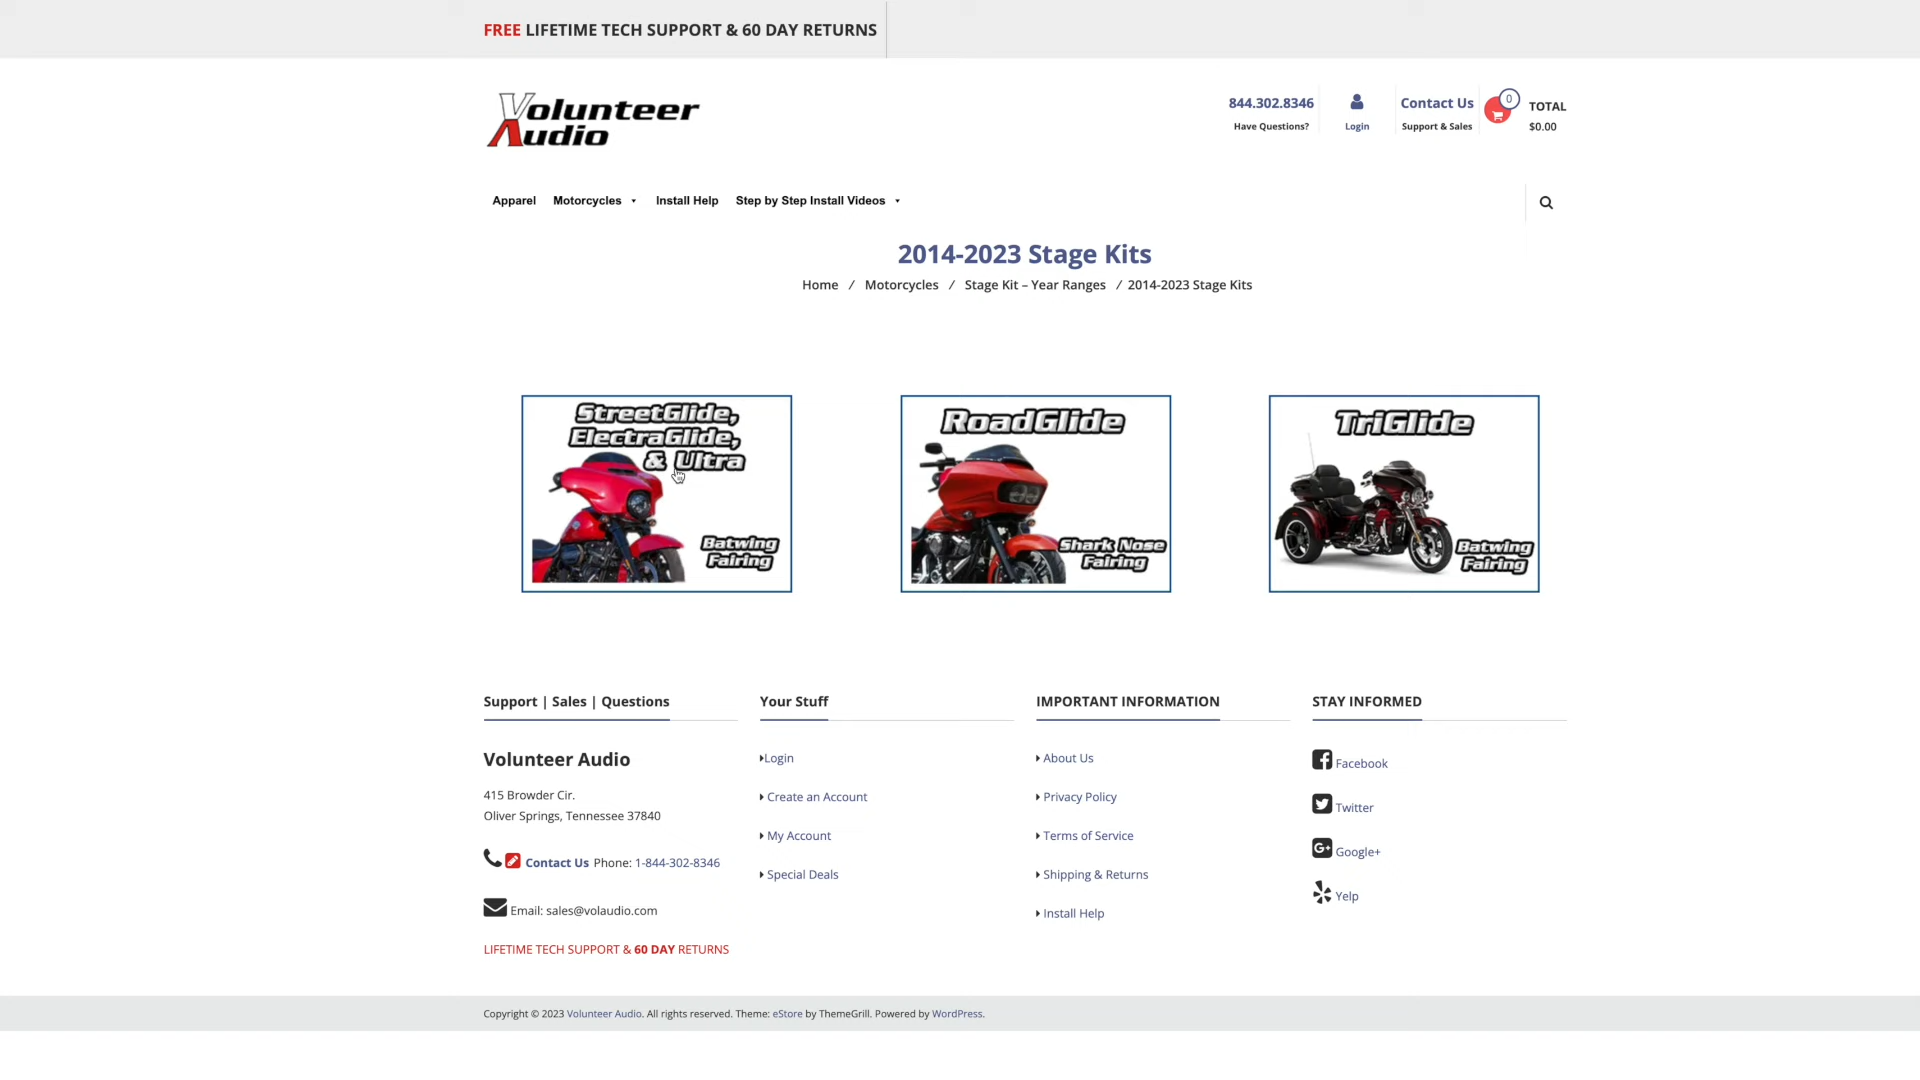 FREE LIFETIME TECH SUPPORT & 60 DAY RETURNS
Volunteer
Audio
844.302.8346
Have Questions?
Login
Contact Us
Support & Sales
0
TOTAL
$0.00
Apparel Motorcycles Install Help Step by Step Install Videos
2014-2023 Stage Kits
Home / Motorcycles / Stage Kit – Year Ranges / 2014-2023 Stage Kits
StreetGlide,
ElectraGlide,
& Ultra
Batwing
Fairing
RoadGlide
Shark Nose
Fairing
TriGlide
Batwing
Fairing
Support | Sales | Questions
Volunteer Audio
415 Browder Cir.
Oliver Springs, Tennessee 37840
Contact Us Phone: 1-844-302-8346
Email: sales@volaudio.com
LIFETIME TECH SUPPORT & 60 DAY RETURNS
Your Stuff
Login
Create an Account
My Account
Special Deals
IMPORTANT INFORMATION
About Us
Privacy Policy
Terms of Service
Shipping & Returns
Install Help
STAY INFORMED
Facebook
Twitter
G+ Google+
Yelp
Copyright © 2023 Volunteer Audio. All rights reserved. Theme: eStore by ThemeGrill. Powered by WordPress.